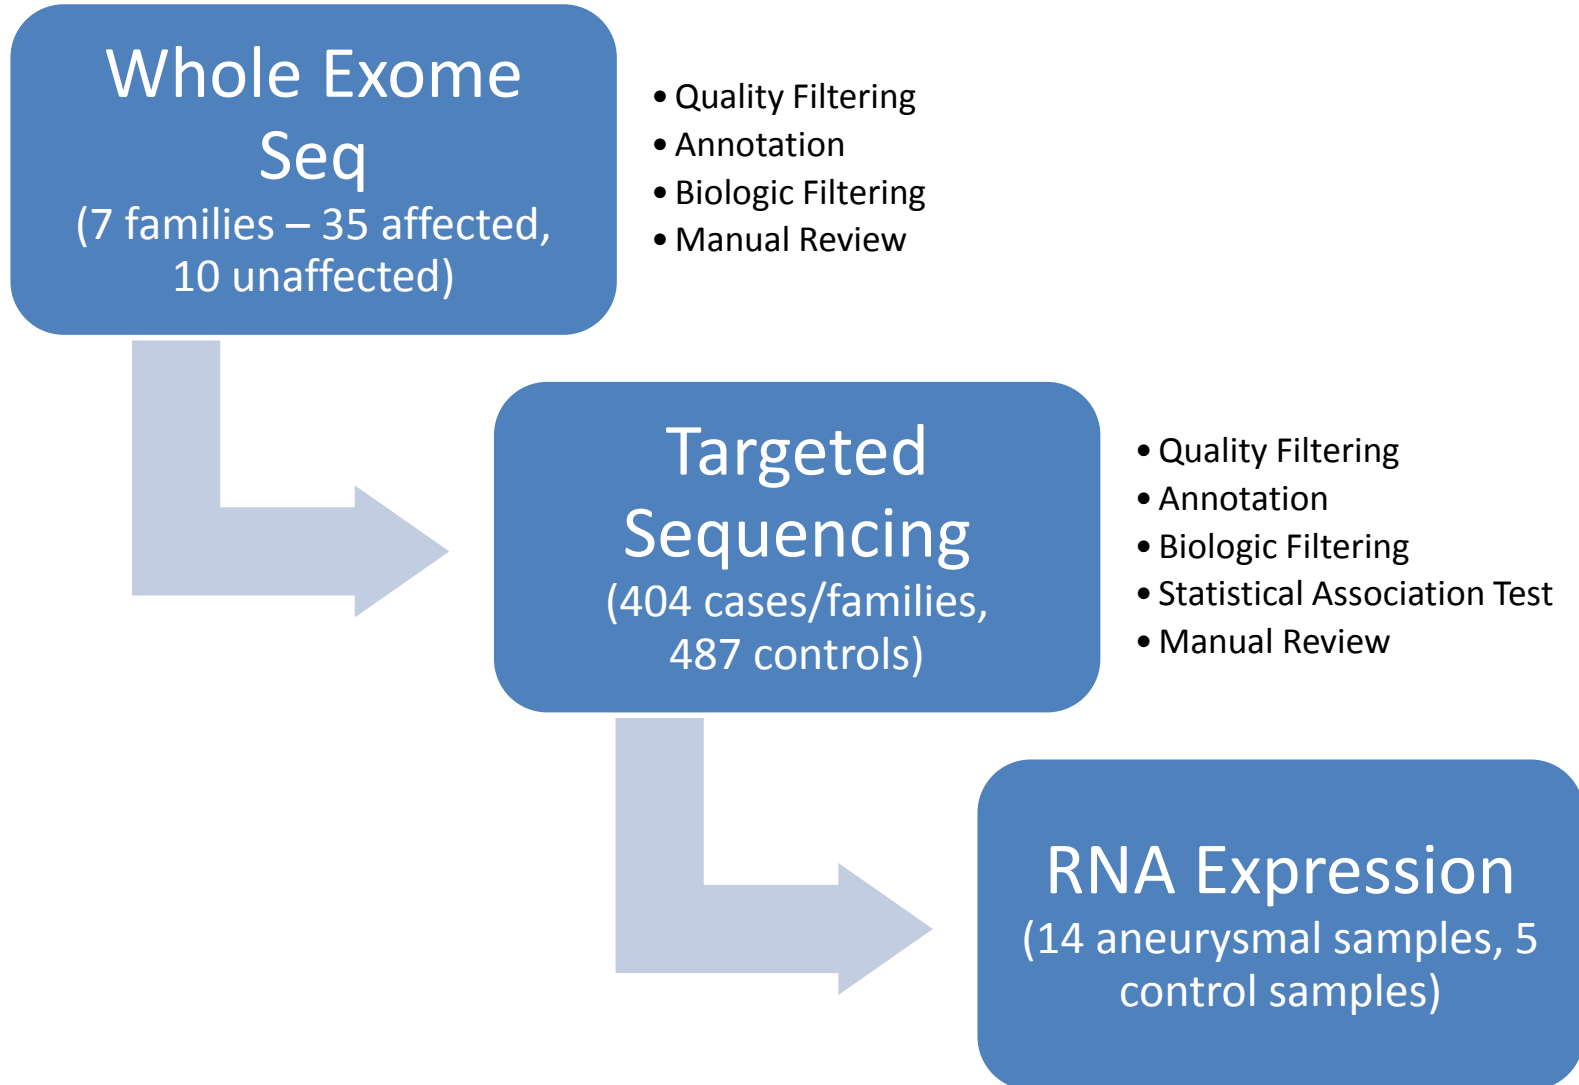 Whole Exome
Seq
(7 families – 35 affected,
10 unaffected)
• Quality Filtering
• Annotation
• Biologic Filtering
• Manual Review
Targeted
Sequencing
(404 cases/families,
487 controls)
• Quality Filtering
• Annotation
• Biologic Filtering
• Statistical Association Test
• Manual Review
RNA Expression
(14 aneurysmal samples, 5
control samples)